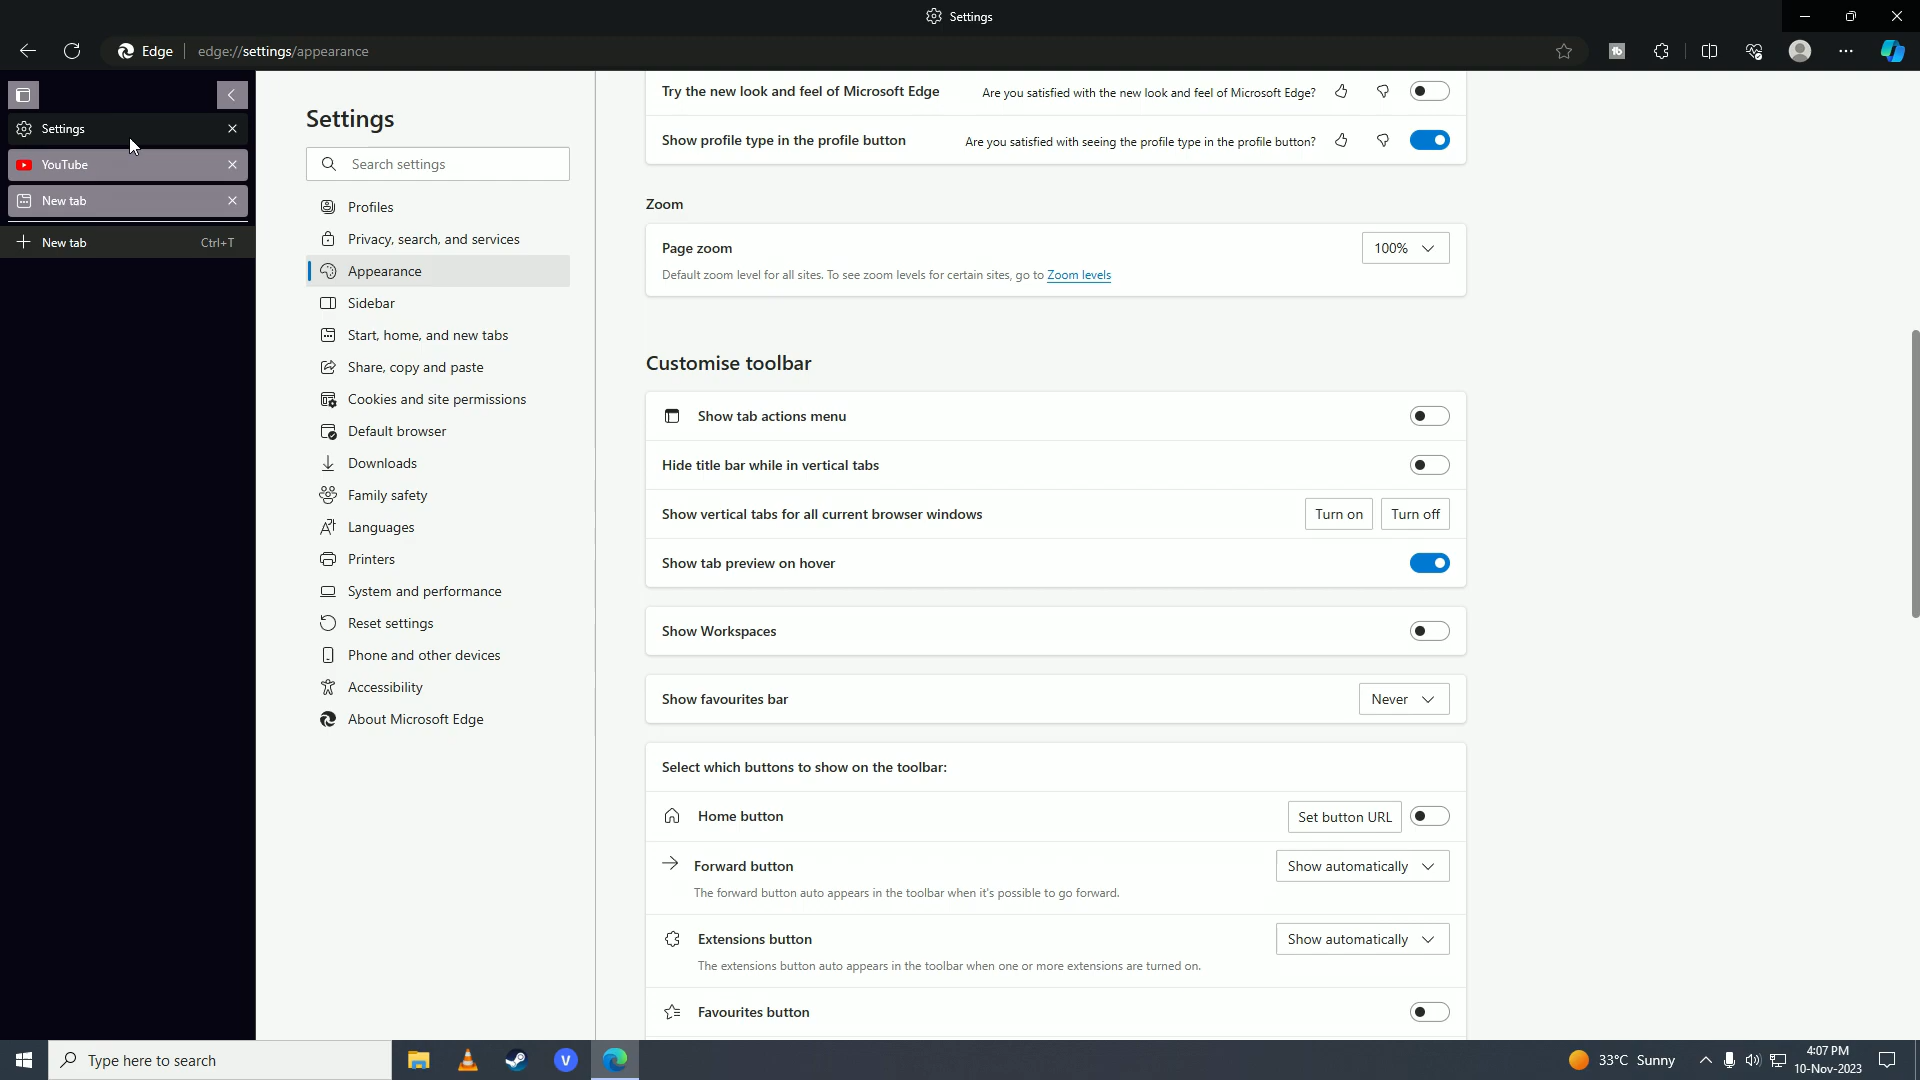 Settings
Edge edge://settings/appearance
Settings
YouTube
New tab
New tab Ctrl+T
Settings
Search settings
Profiles
Privacy, search, and services
Appearance
Sidebar
Start, home, and new tabs
Share, copy and paste
Cookies and site permissions
Default browser
Downloads
Family safety
Languages
Printers
System and performance
Reset settings
Phone and other devices
Accessibility
About Microsoft Edge
Try the new look and feel of Microsoft Edge Are you satisfied with the new look and feel of Microsoft Edge?
Show profile type in the profile button Are you satisfied with seeing the profile type in the profile button?
Zoom
Page zoom 100%
Default zoom level for all sites. To see zoom levels for certain sites, go to Zoom levels
Customise toolbar
Show tab actions menu
Hide title bar while in vertical tabs
Show vertical tabs for all current browser windows Turn on Turn off
Show tab preview on hover
Show Workspaces
Show favourites bar Never
Select which buttons to show on the toolbar:
Home button Set button URL
Forward button Show automatically
The forward button auto appears in the toolbar when it's possible to go forward.
Extensions button Show automatically
The extensions button auto appears in the toolbar when one or more extensions are turned on.
Favourites button
Type here to search
33°C Sunny
4:07 PM
10-Nov-2023